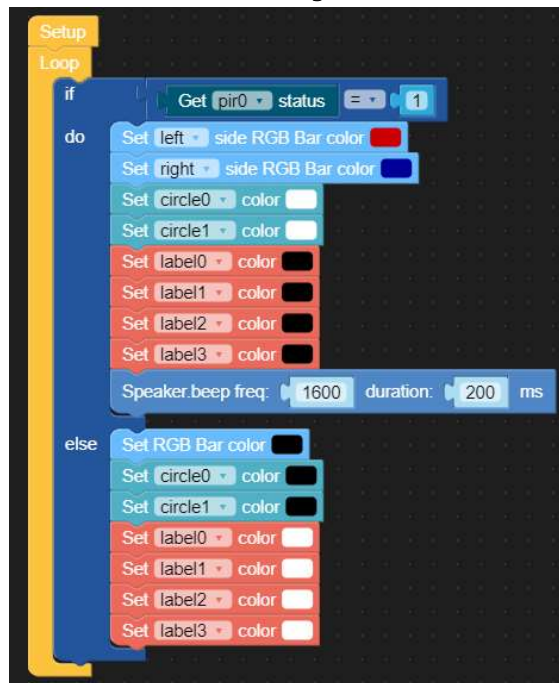 Setup
Loop
if Get pir0 status = 1
do Set left side RGB Bar color
Set right side RGB Bar color
Set circle0 color
Set circle1 color
Set label0 color
Set label1 color
Set label2 color
Set label3 color
Speaker.beep freq: 1600 duration: 200 ms
else Set RGB Bar color
Set circle0 color
Set circle1 color
Set label0 color
Set label1 color
Set label2 color
Set label3 color